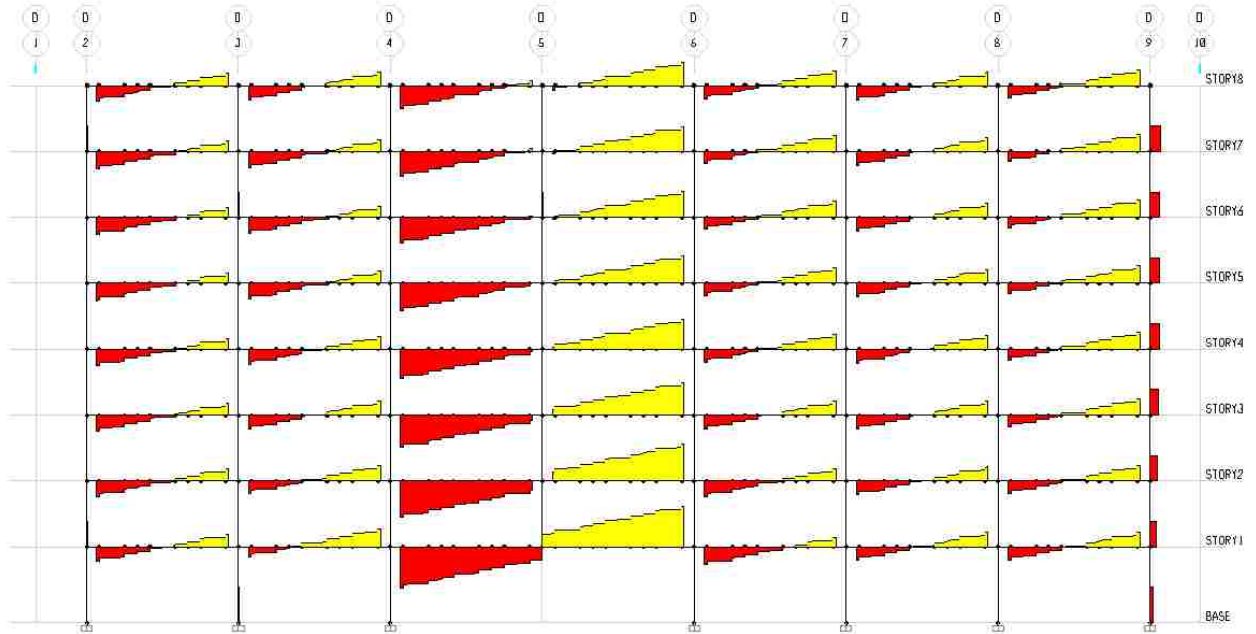 D D D D D D D D D D
1 2 3 4 5 6 7 8 9 10
STORY8
STORY7
STORY6
STORY5
STORY4
STORY3
STORY2
STORY1
BASE